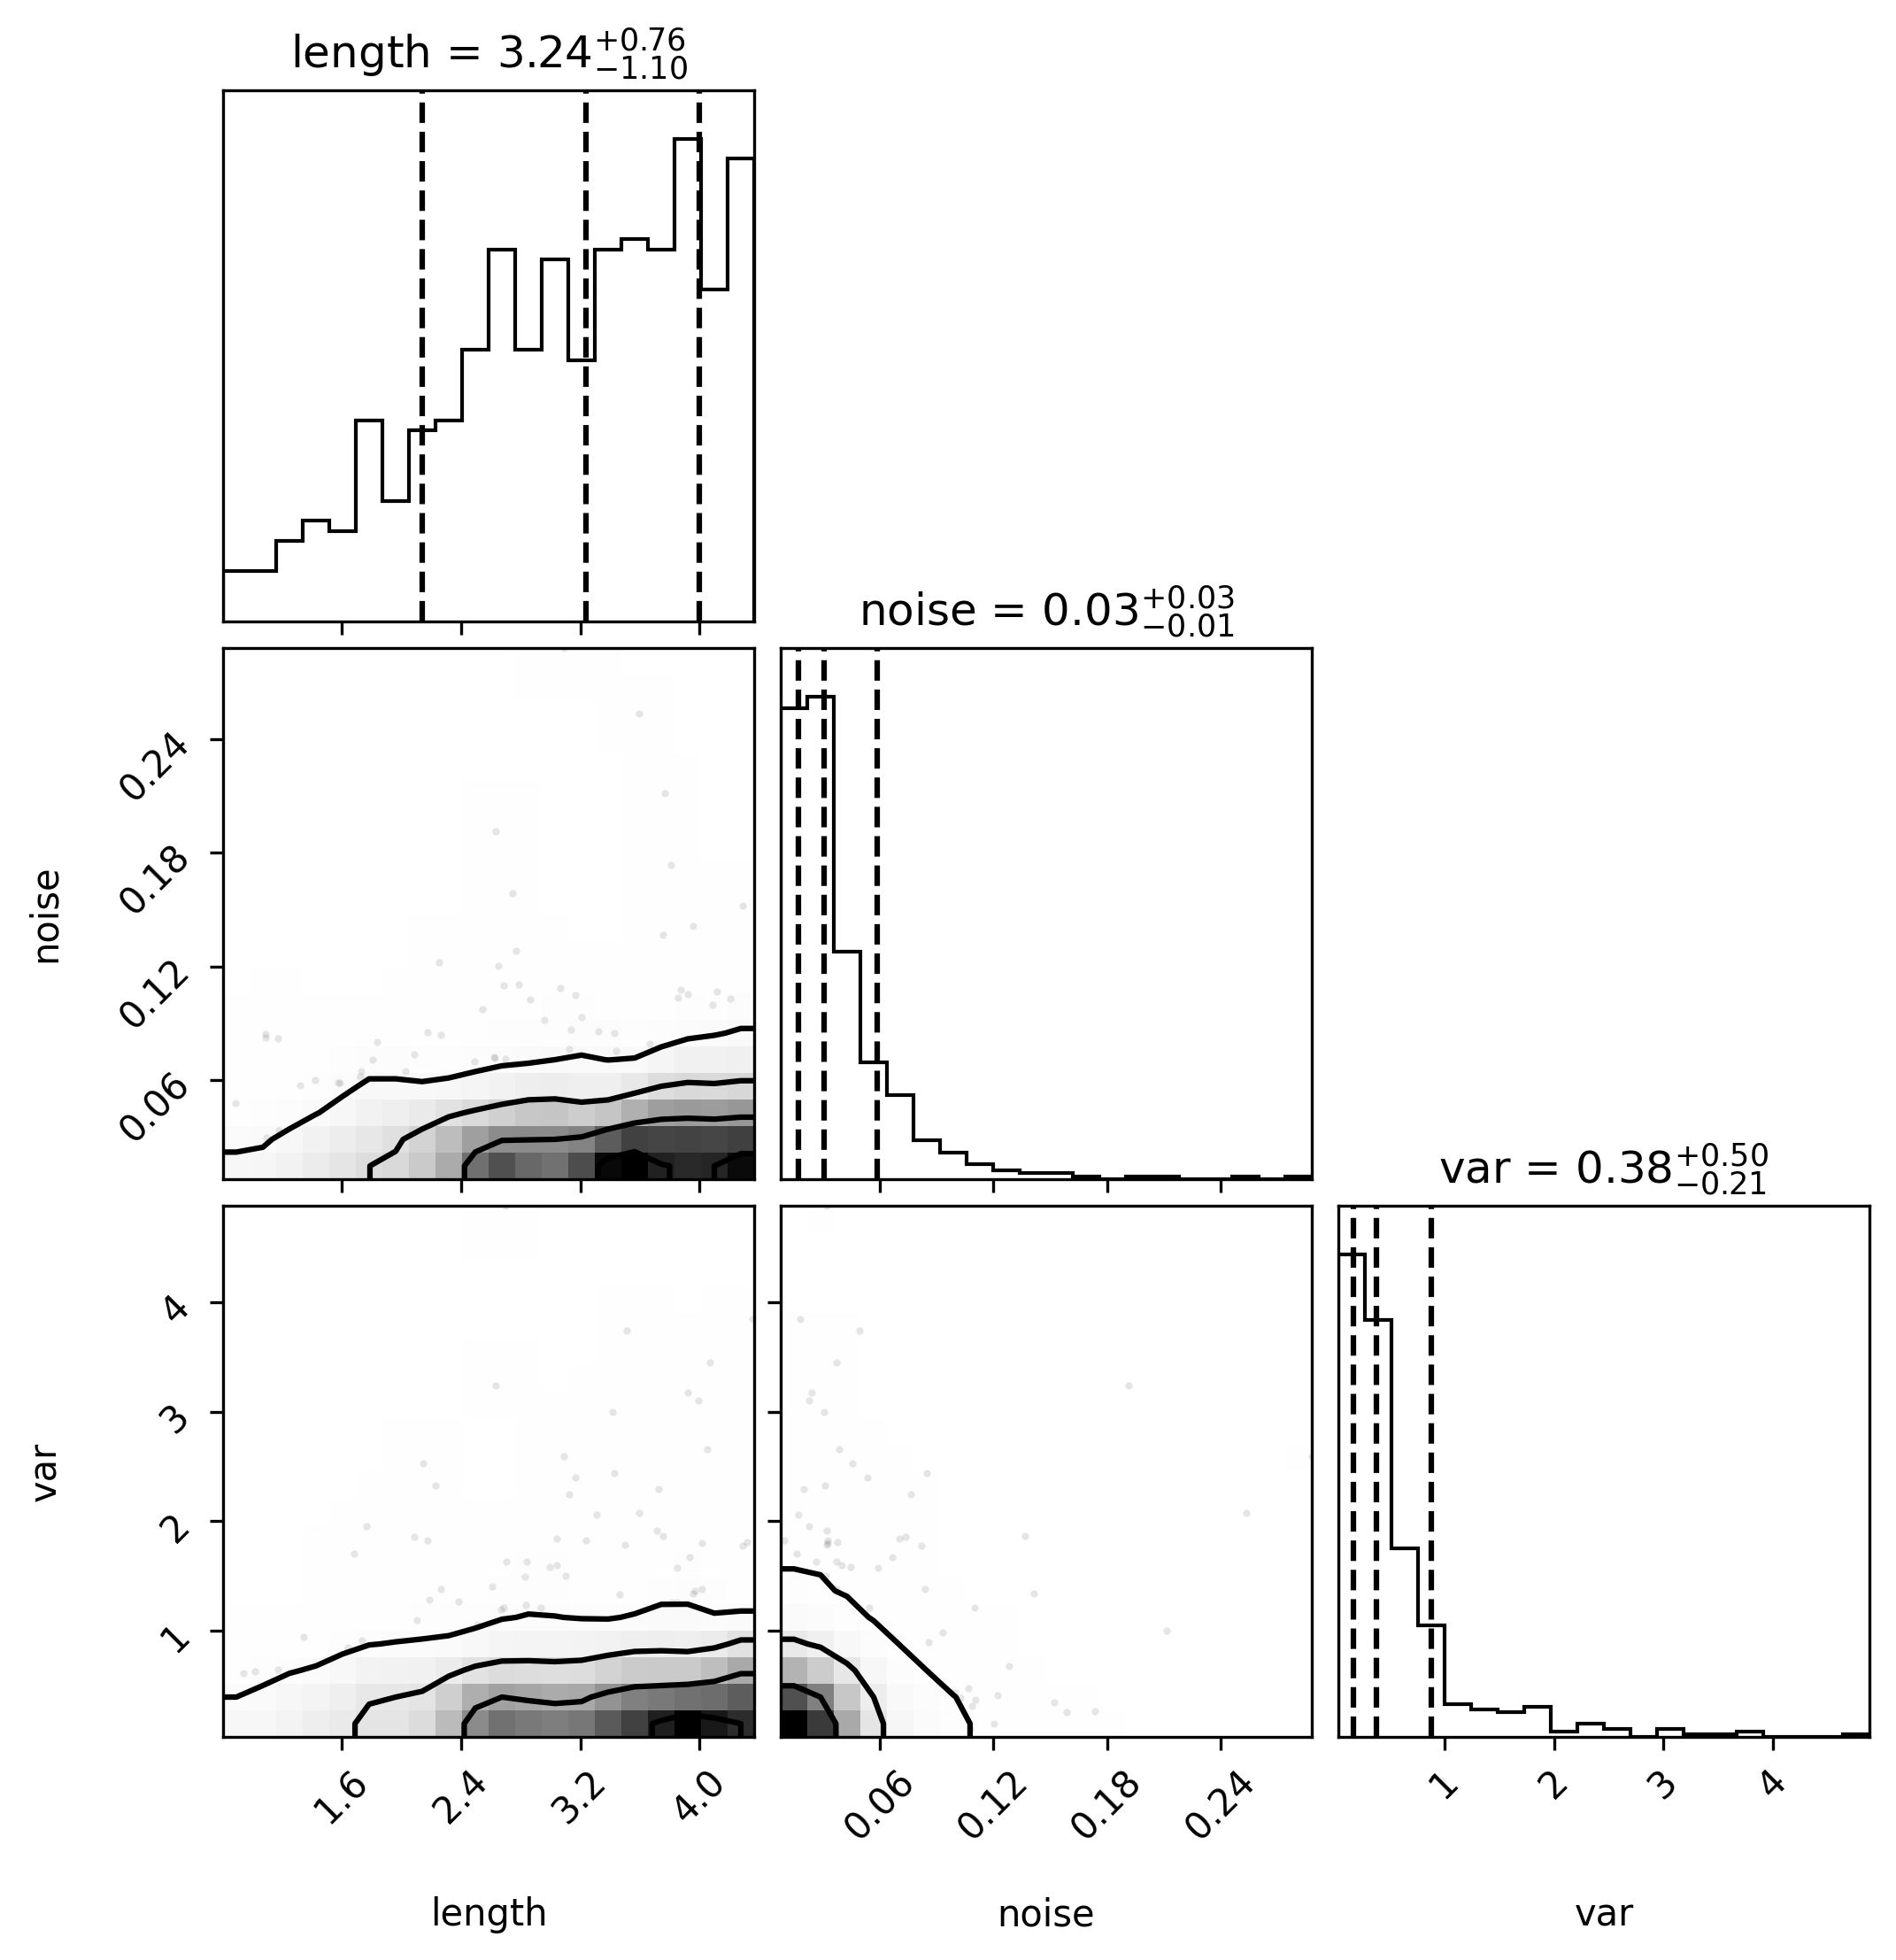 length = 3.24 +0.76 −1.10
noise = 0.03 +0.03 −0.01
0.24
0.18
0.12
0.06
noise
var = 0.38 +0.50 −0.21
4
3
2
1
var
1.6 2.4 3.2 4.0 0.06 0.12 0.18 0.24 1 2 3 4
length noise var